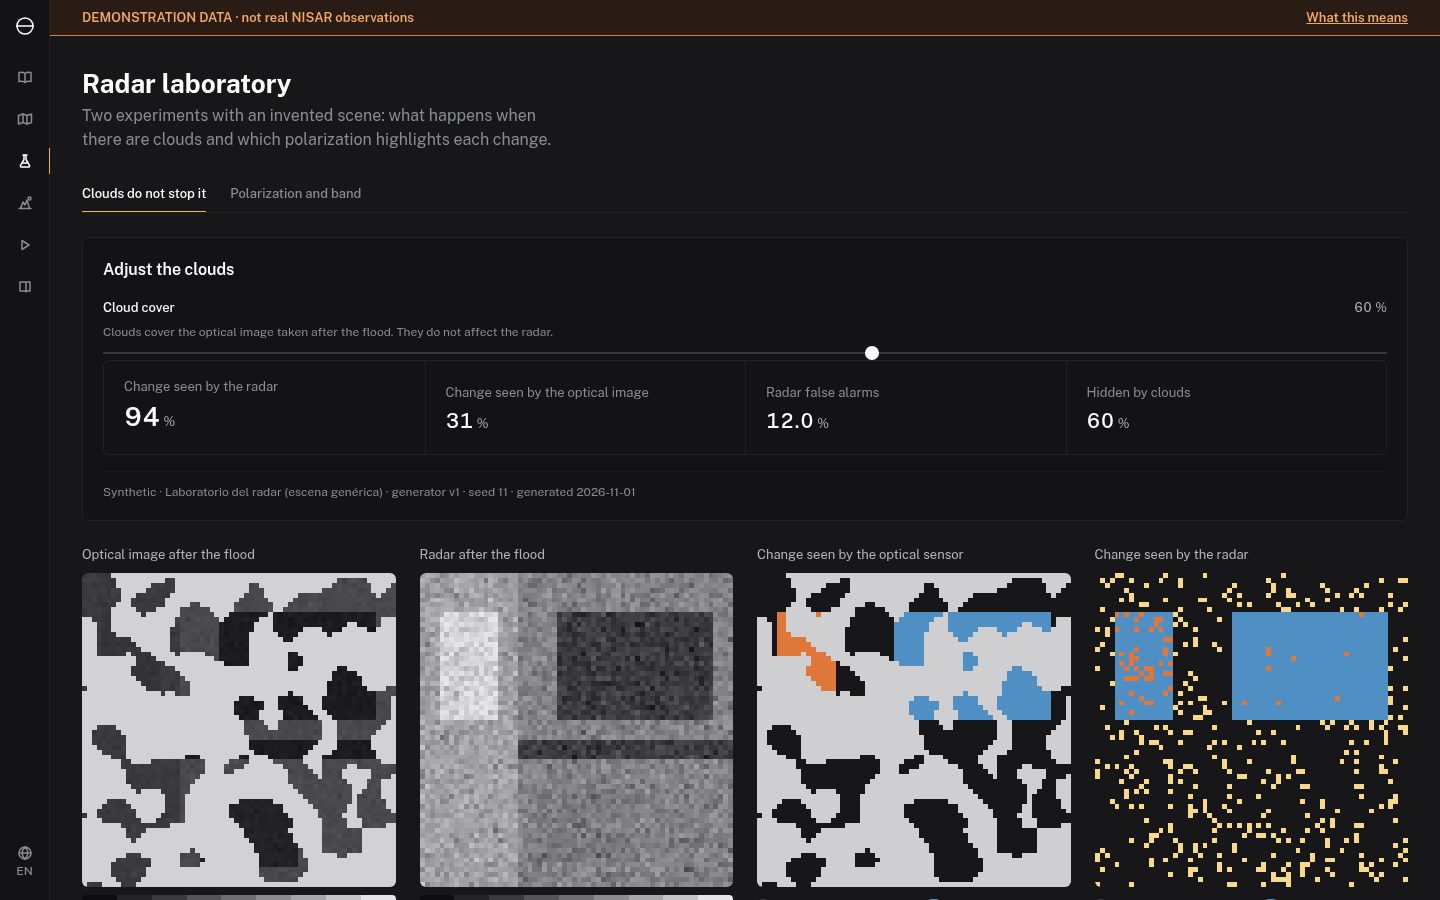 DEMONSTRATION DATA · not real NISAR observations
What this means
Radar laboratory
Two experiments with an invented scene: what happens when
there are clouds and which polarization highlights each change.
Clouds do not stop it
Polarization and band
Adjust the clouds
Cloud cover
60 %
Clouds cover the optical image taken after the flood. They do not affect the radar.
Change seen by the radar
94 %
Change seen by the optical image
31 %
Radar false alarms
12.0 %
Hidden by clouds
60 %
Synthetic · Laboratorio del radar (escena genérica) · generator v1 · seed 11 · generated 2026-11-01
Optical image after the flood
Radar after the flood
Change seen by the optical sensor
Change seen by the radar
EN